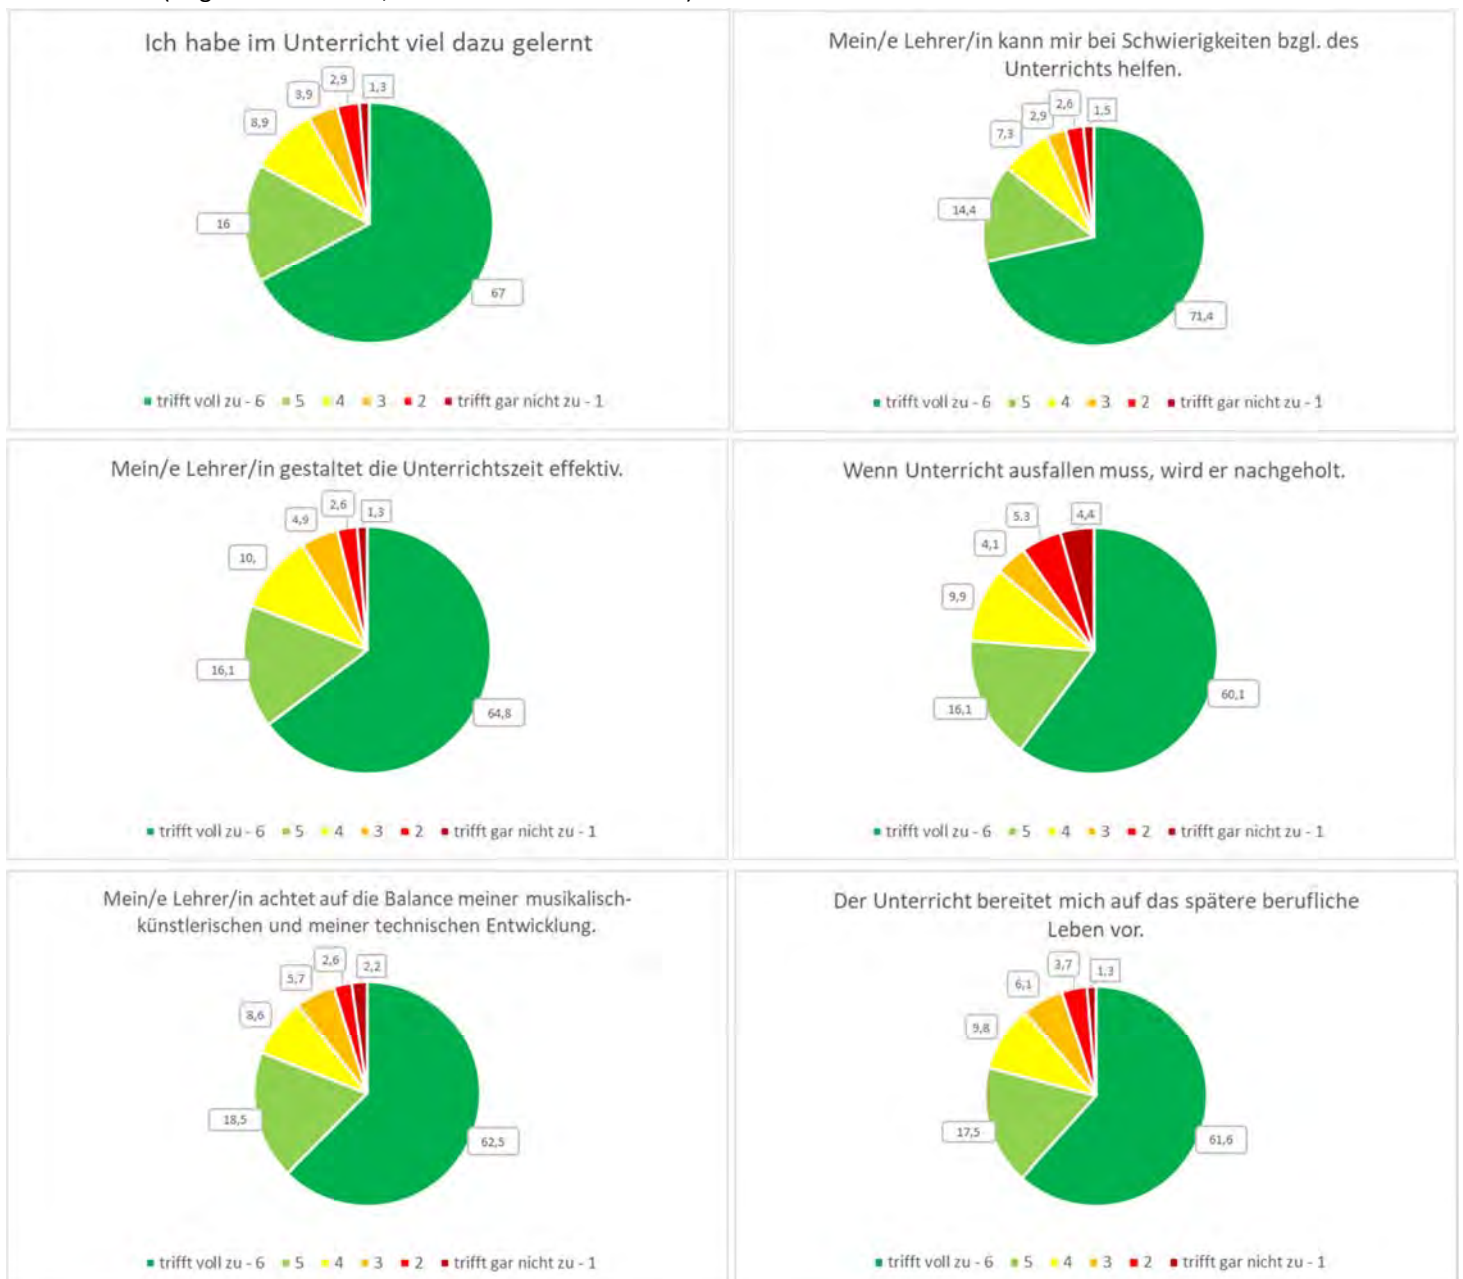 Ich habe im Unterricht viel dazu gelernt
2,9
1,3
3,9
8,9
16
67
trifft voll zu - 6 5 4 3 2 trifft gar nicht zu - 1
Mein/e Lehrer/in kann mir bei Schwierigkeiten bzgl. des
Unterrichts helfen.
2,6
1,5
2,9
7,3
14,4
71,4
trifft voll zu - 6 5 4 3 2 trifft gar nicht zu - 1
Mein/e Lehrer/in gestaltet die Unterrichtszeit effektiv.
2,6
1,3
4,9
10,
16,1
64,8
trifft voll zu - 6 5 4 3 2 trifft gar nicht zu - 1
Wenn Unterricht ausfallen muss, wird er nachgeholt.
5,3
4,4
4,1
9,9
16,1
60,1
trifft voll zu - 6 5 4 3 2 trifft gar nicht zu - 1
Mein/e Lehrer/in achtet auf die Balance meiner musikalisch-
künstlerischen und meiner technischen Entwicklung.
2,6
2,2
5,7
8,6
18,5
62,5
trifft voll zu - 6 5 4 3 2 trifft gar nicht zu - 1
Der Unterricht bereitet mich auf das spätere berufliche
Leben vor.
3,7
1,3
6,1
9,8
17,5
61,6
trifft voll zu - 6 5 4 3 2 trifft gar nicht zu - 1